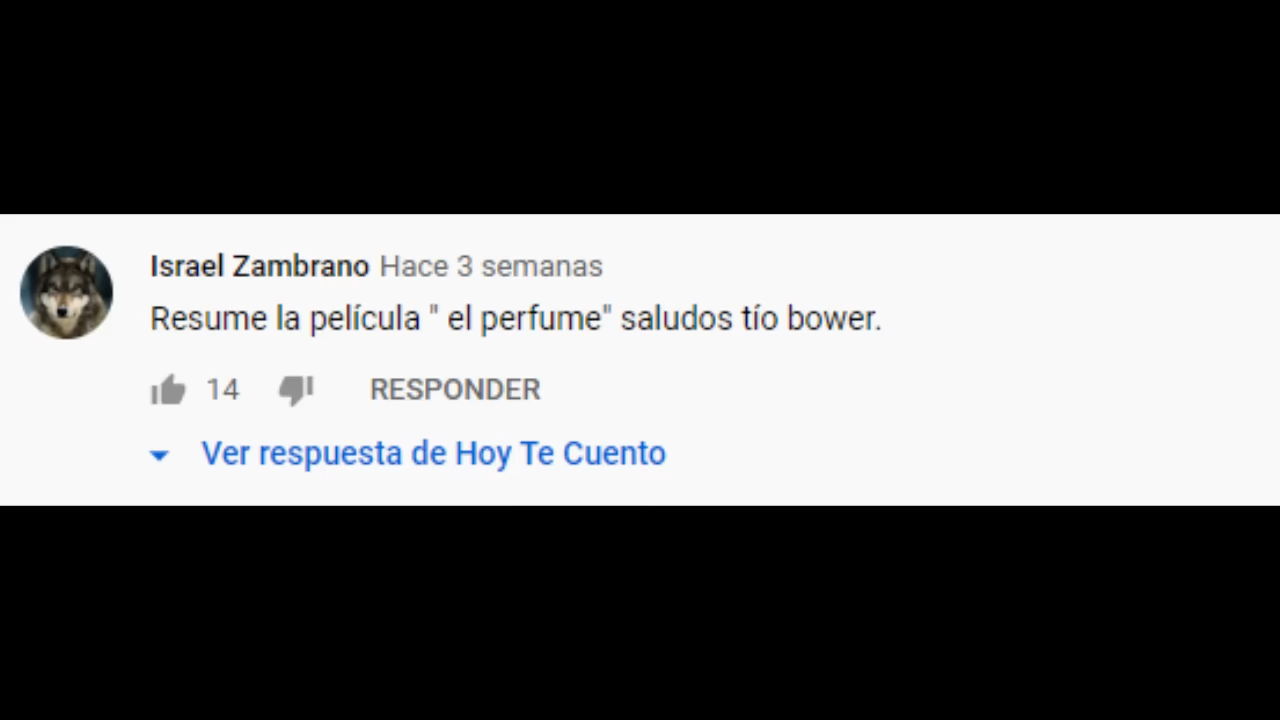 Israel Zambrano Hace 3 semanas
Resume la película " el perfume" saludos tío bower.
14 RESPONDER
Ver respuesta de Hoy Te Cuento